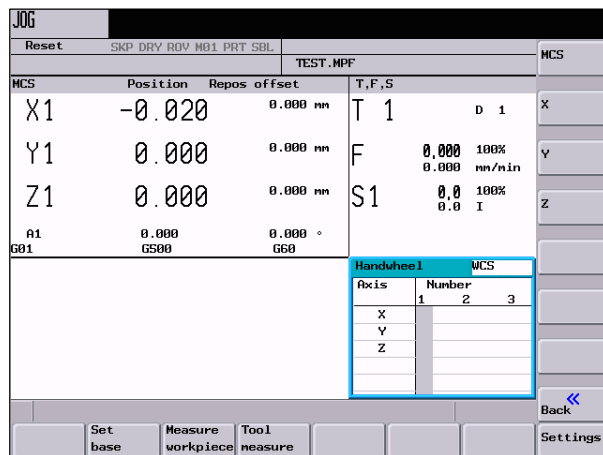 JOG
Reset SKP DRY ROV M01 PRT SBL
TEST.MPF
MCS
MCS Position Repos offset T,F,S
X1 -0.020 0.000 mm T 1 D 1
X
Y1 0.000 0.000 mm F 0,000 100%
0.000 mm/min
Y
Z1 0.000 0.000 mm S1 0,0 100%
0.0 I
Z
A1 0.000 0.000 °
G01 G500 G60
Handwheel WCS
Axis Number
1 2 3
X
Y
Z
« Back
Set base
Measure workpiece
Tool measure
Settings